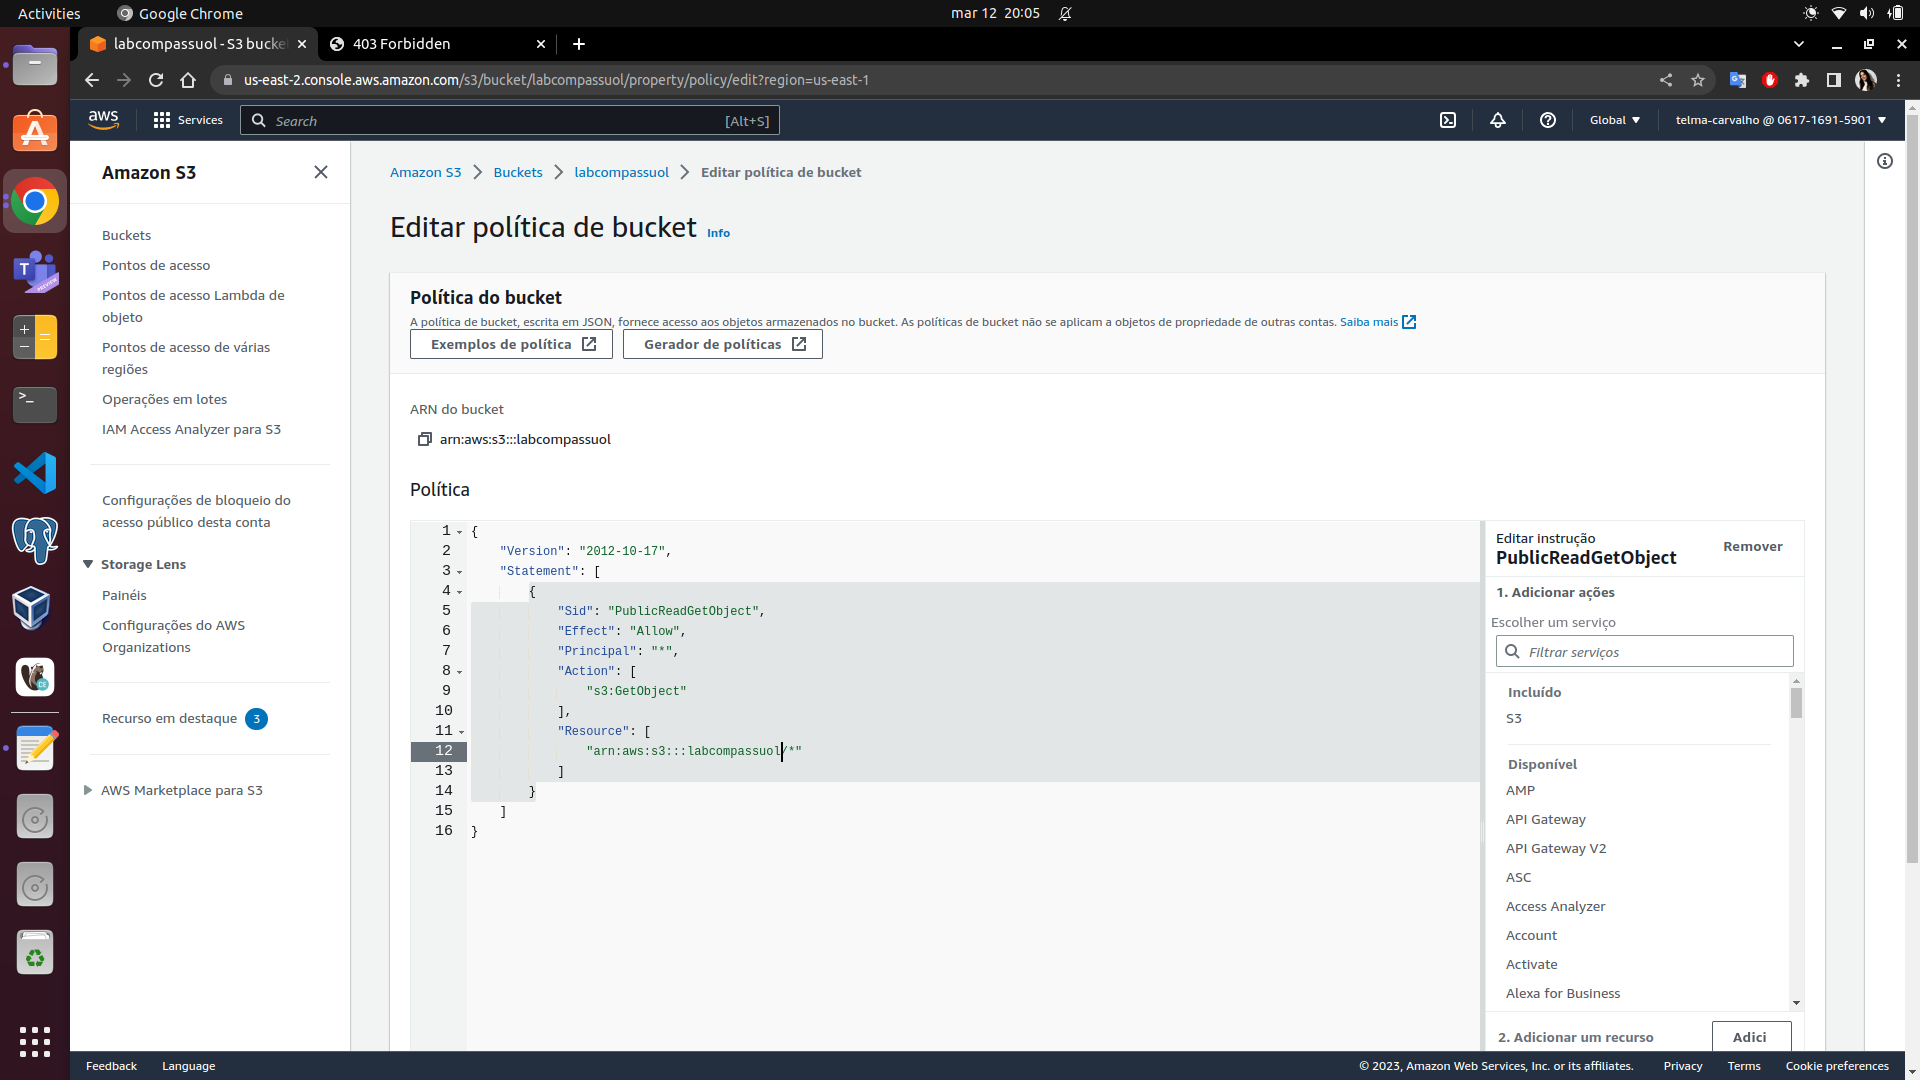 Activities
Google Chrome
mar 12 20:05
labcompassuol - S3 bucke
403 Forbidden
us-east-2.console.aws.amazon.com/s3/bucket/labcompassuol/property/policy/edit?region=us-east-1
aws
Services
Search
[Alt+S]
Global
telma-carvalho @ 0617-1691-5901
Amazon S3
Buckets
Pontos de acesso
Pontos de acesso Lambda de
objeto
Pontos de acesso de várias
regiões
Operações em lotes
IAM Access Analyzer para S3
Configurações de bloqueio do
acesso público desta conta
Storage Lens
Painéis
Configurações do AWS
Organizations
Recurso em destaque 3
AWS Marketplace para S3
Amazon S3 > Buckets > labcompassuol > Editar política de bucket
Editar política de bucket Info
Política do bucket
A política de bucket, escrita em JSON, fornece acesso aos objetos armazenados no bucket. As políticas de bucket não se aplicam a objetos de propriedade de outras contas. Saiba mais
Exemplos de política
Gerador de políticas
ARN do bucket
arn:aws:s3:::labcompassuol
Política
1 {
2 "Version": "2012-10-17",
3 "Statement": [
4 {
5 "Sid": "PublicReadGetObject",
6 "Effect": "Allow",
7 "Principal": "*",
8 "Action": [
9 "s3:GetObject"
10 ],
11 "Resource": [
12 "arn:aws:s3:::labcompassuol/*"
13 ]
14 }
15 ]
16 }
Editar instrução
PublicReadGetObject
Remover
1. Adicionar ações
Escolher um serviço
Filtrar serviços
Incluído
S3
Disponível
AMP
API Gateway
API Gateway V2
ASC
Access Analyzer
Account
Activate
Alexa for Business
2. Adicionar um recurso
Adici
Feedback
Language
© 2023, Amazon Web Services, Inc. or its affiliates.
Privacy
Terms
Cookie preferences